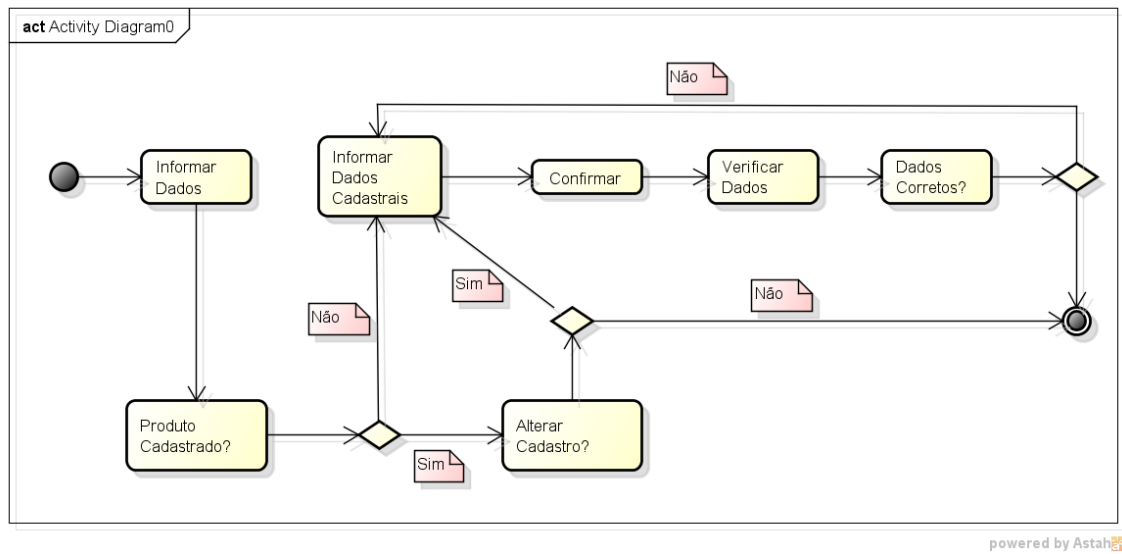 act Activity Diagram0
Não
Informar
Dados
Informar
Dados
Cadastrais
Confirmar
Verificar
Dados
Dados
Corretos?
Sim
Não
Não
Produto
Cadastrado?
Alterar
Cadastro?
Sim
powered by Astah